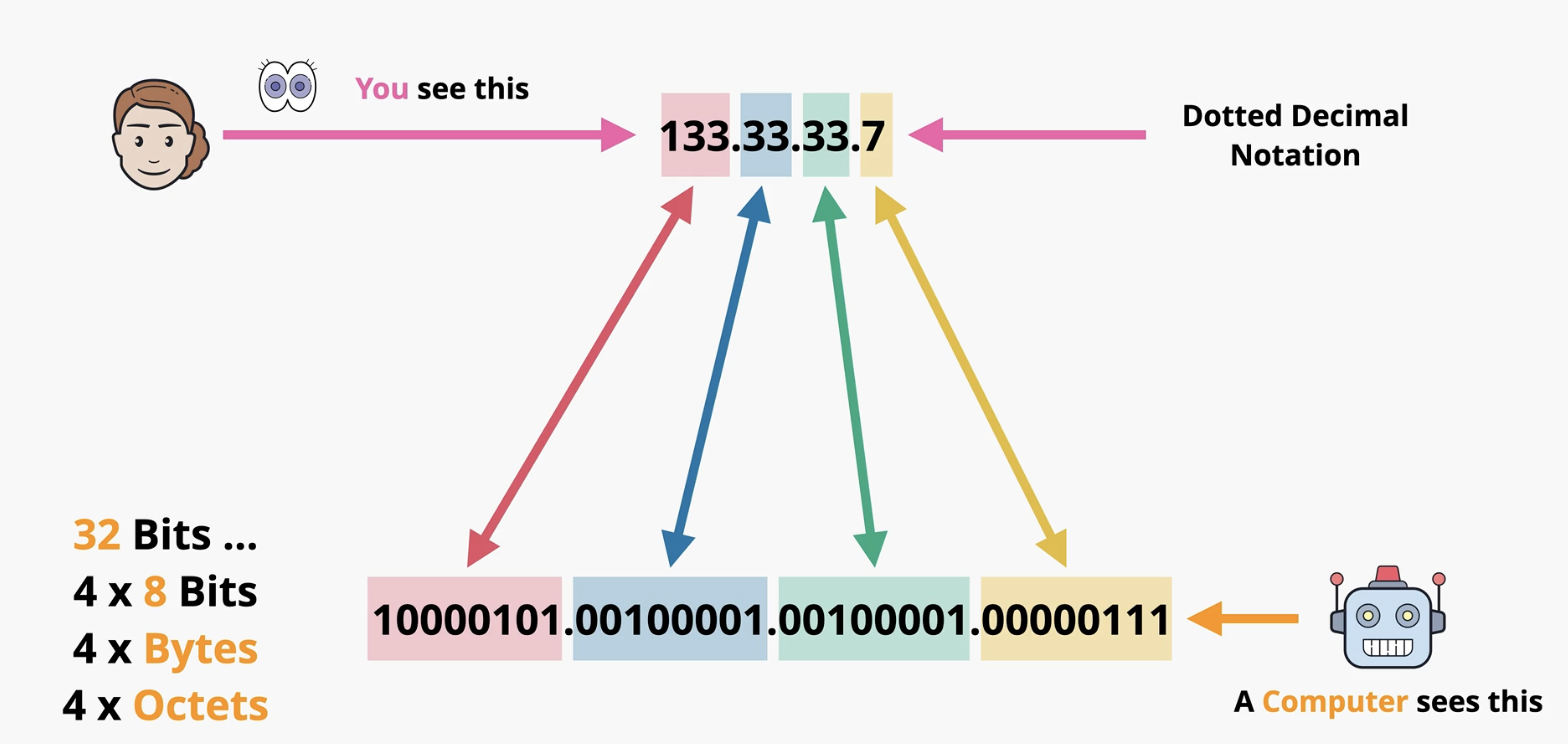 You see this
133.33.33.7
Dotted Decimal
Notation
32 Bits ...
4 x 8 Bits
4 x Bytes
4 x Octets
10000101.00100001.00100001.00000111
A Computer sees this